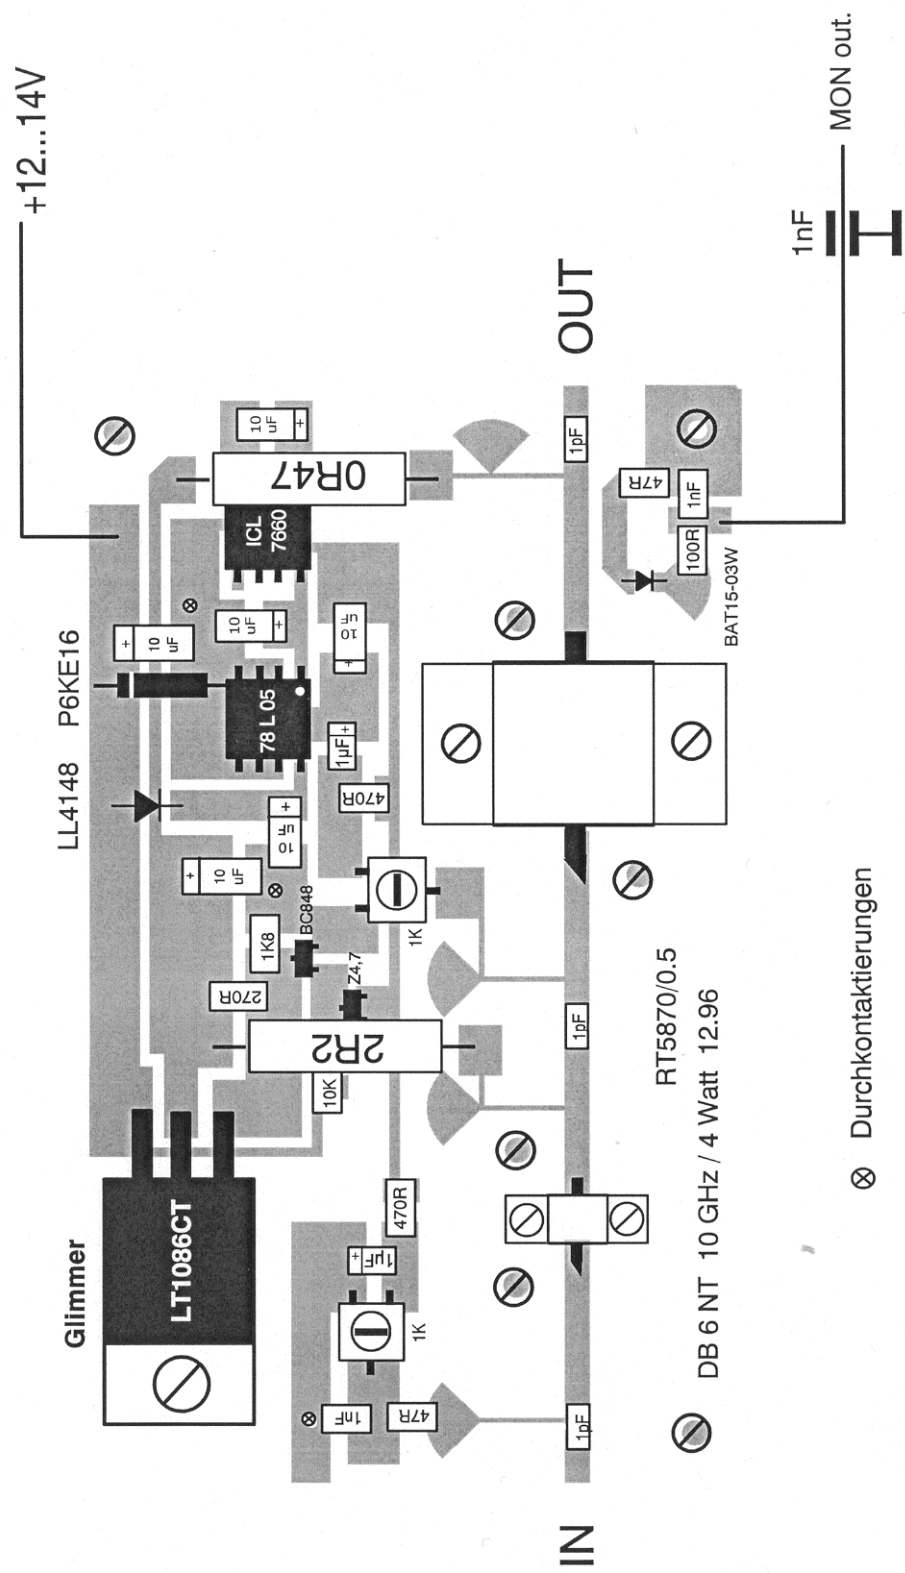 +12...14V
MON out.
1nF
OUT
10 uF +
0R47
ICL 7660
1pF
47R
1nF
100R
BAT15-03W
LL4148 P6KE16
+ 10 uF
10 uF +
10 uF +
78 L 05
1µF +
470R
10 uF +
+ 10 uF
1K8
BC848
1K
270R
Z4,7
2R2
10K
1pF
RT5870/0.5
DB 6 NT 10 GHz / 4 Watt 12.96
Durchkontaktierungen
Glimmer
LT1086CT
470R
1µF +
1K
1nF
47R
1pF
IN